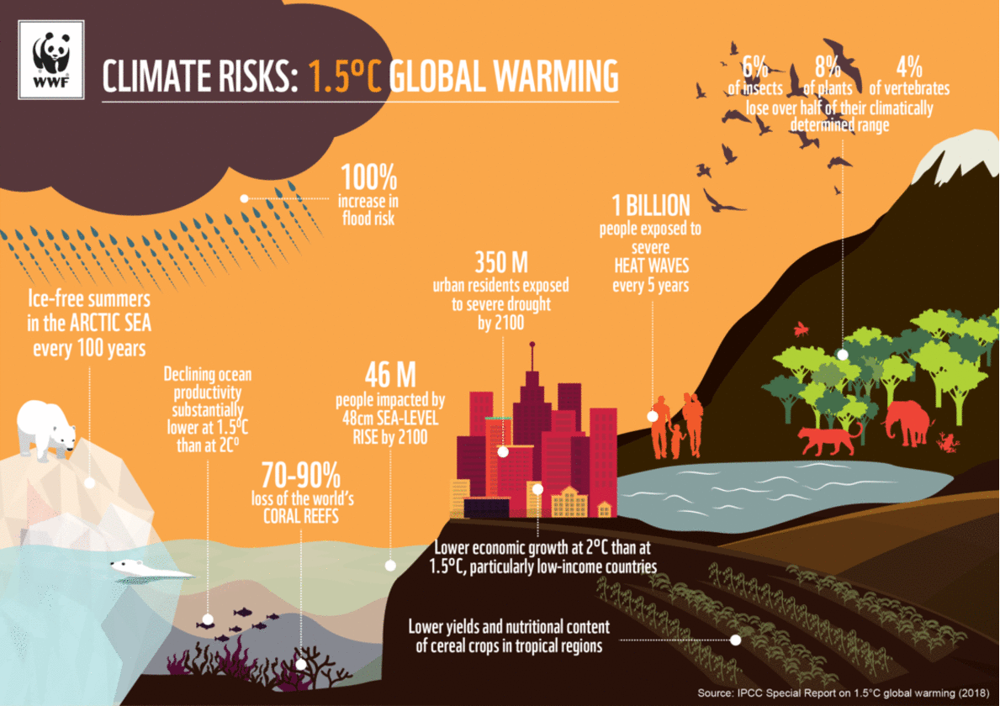 WWF
CLIMATE RISKS: 1.5ºC GLOBAL WARMING
6%
of insects
8%
of plants
4%
of vertebrates
lose over half of their climatically
determined range
100%
increase in
flood risk
1 BILLION
people exposed to
severe
HEAT WAVES
every 5 years
350 M
urban residents exposed
to severe drought
by 2100
Ice-free summers
in the ARCTIC SEA
every 100 years
Declining ocean
productivity
substantially
lower at 1.5ºC
than at 2Cº
46 M
people impacted by
48cm SEA-LEVEL
RISE by 2100
70-90%
loss of the world's
CORAL REEFS
Lower economic growth at 2ºC than at
1.5ºC, particularly low-income countries
Lower yields and nutritional content
of cereal crops in tropical regions
Source: IPCC Special Report on 1.5°C global warming (2018)